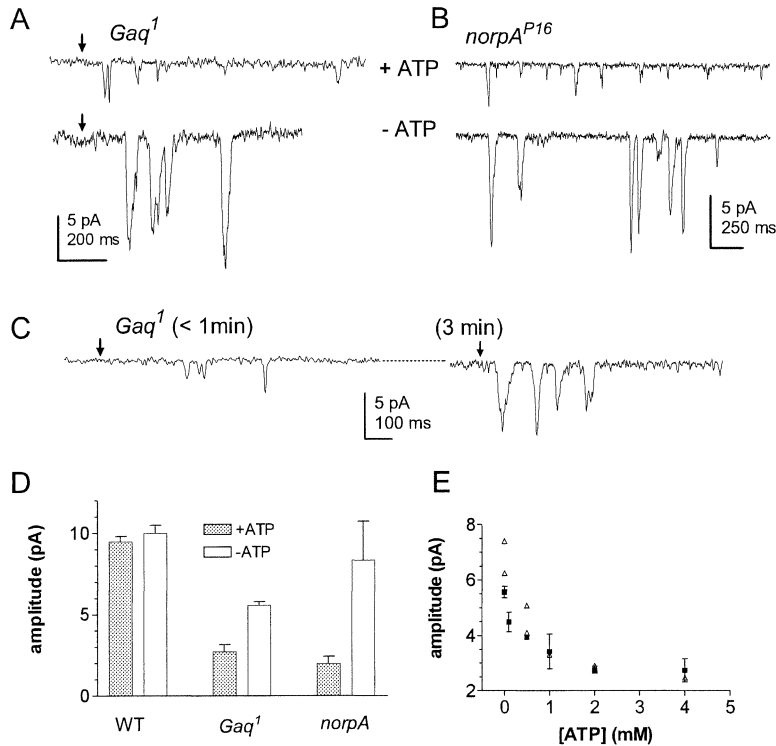 A
Gaq¹
B
norpA^P16
+ ATP
- ATP
5 pA
200 ms
5 pA
250 ms
C
Gaq¹ (< 1min)
(3 min)
5 pA
100 ms
D
amplitude (pA)
10
5
0
+ATP
-ATP
WT
Gaq¹
norpA
E
amplitude (pA)
8
6
4
2
0 1 2 3 4 5
[ATP] (mM)